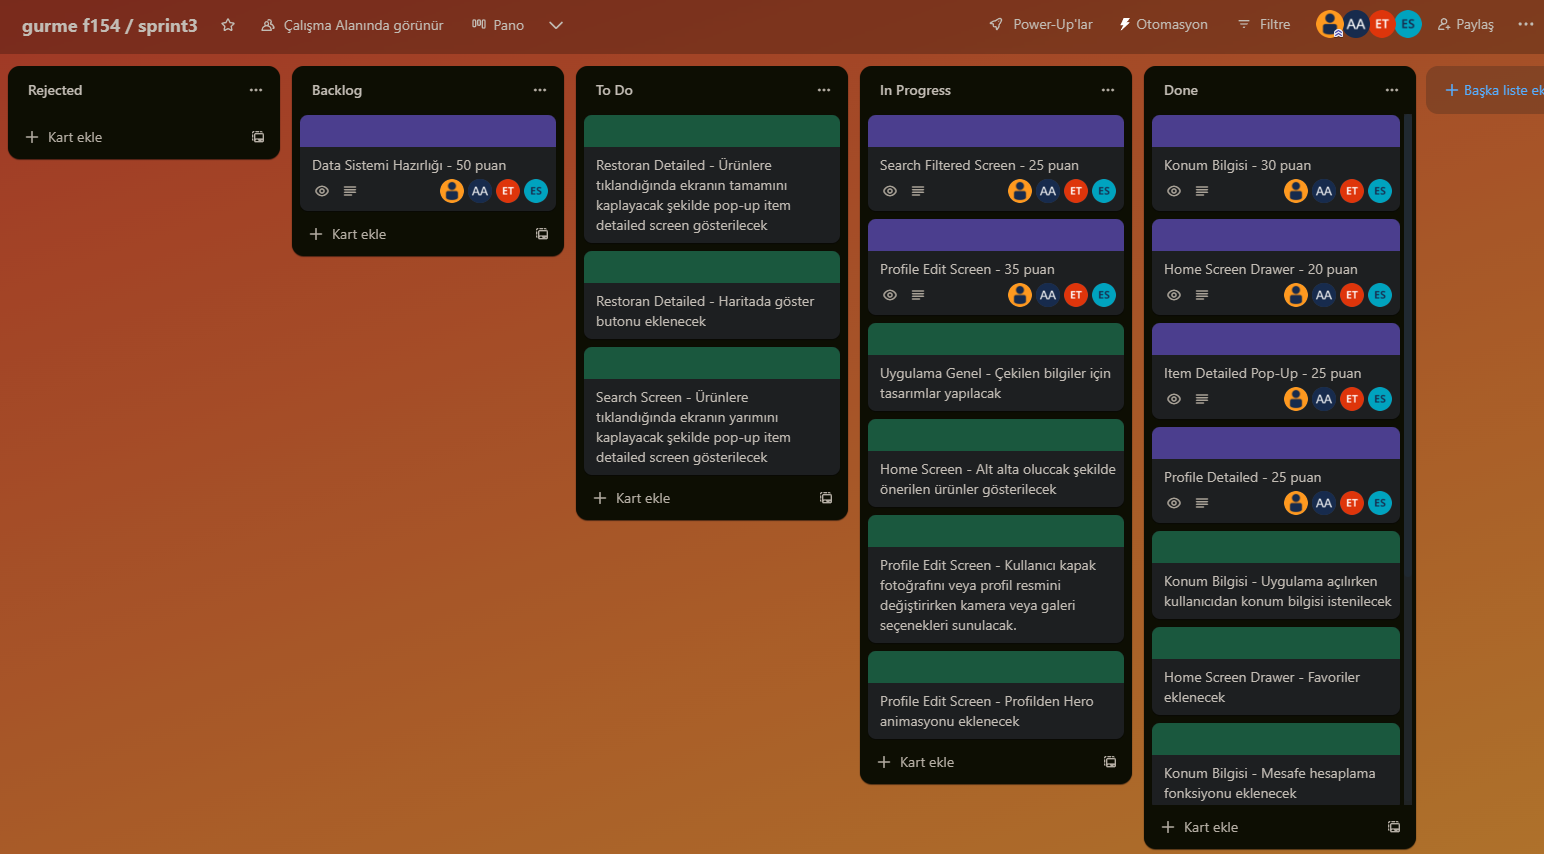 gurme f154 / sprint3
Çalışma Alanında görünür
Pano
Power-Up'lar
Otomasyon
Filtre
AA
ET
ES
Paylaş
Rejected
Kart ekle
Backlog
Data Sistemi Hazırlığı - 50 puan
AA
ET
ES
Kart ekle
To Do
Restoran Detailed - Ürünlere
tıklandığında ekranın tamamını
kaplayacak şekilde pop-up item
detailed screen gösterilecek
Restoran Detailed - Haritada göster
butonu eklenecek
Search Screen - Ürünlere
tıklandığında ekranın yarımını
kaplayacak şekilde pop-up item
detailed screen gösterilecek
Kart ekle
In Progress
Search Filtered Screen - 25 puan
AA
ET
ES
Profile Edit Screen - 35 puan
AA
ET
ES
Uygulama Genel - Çekilen bilgiler için
tasarımlar yapılacak
Home Screen - Alt alta oluccak şekilde
önerilen ürünler gösterilecek
Profile Edit Screen - Kullanıcı kapak
fotoğrafını veya profil resmini
değiştirirken kamera veya galeri
seçenekleri sunulacak.
Profile Edit Screen - Profilden Hero
animasyonu eklenecek
Kart ekle
Done
Konum Bilgisi - 30 puan
AA
ET
ES
Home Screen Drawer - 20 puan
AA
ET
ES
Item Detailed Pop-Up - 25 puan
AA
ET
ES
Profile Detailed - 25 puan
AA
ET
ES
Konum Bilgisi - Uygulama açılırken
kullanıcıdan konum bilgisi istenilecek
Home Screen Drawer - Favoriler
eklenecek
Konum Bilgisi - Mesafe hesaplama
fonksiyonu eklenecek
Kart ekle
Başka liste ek